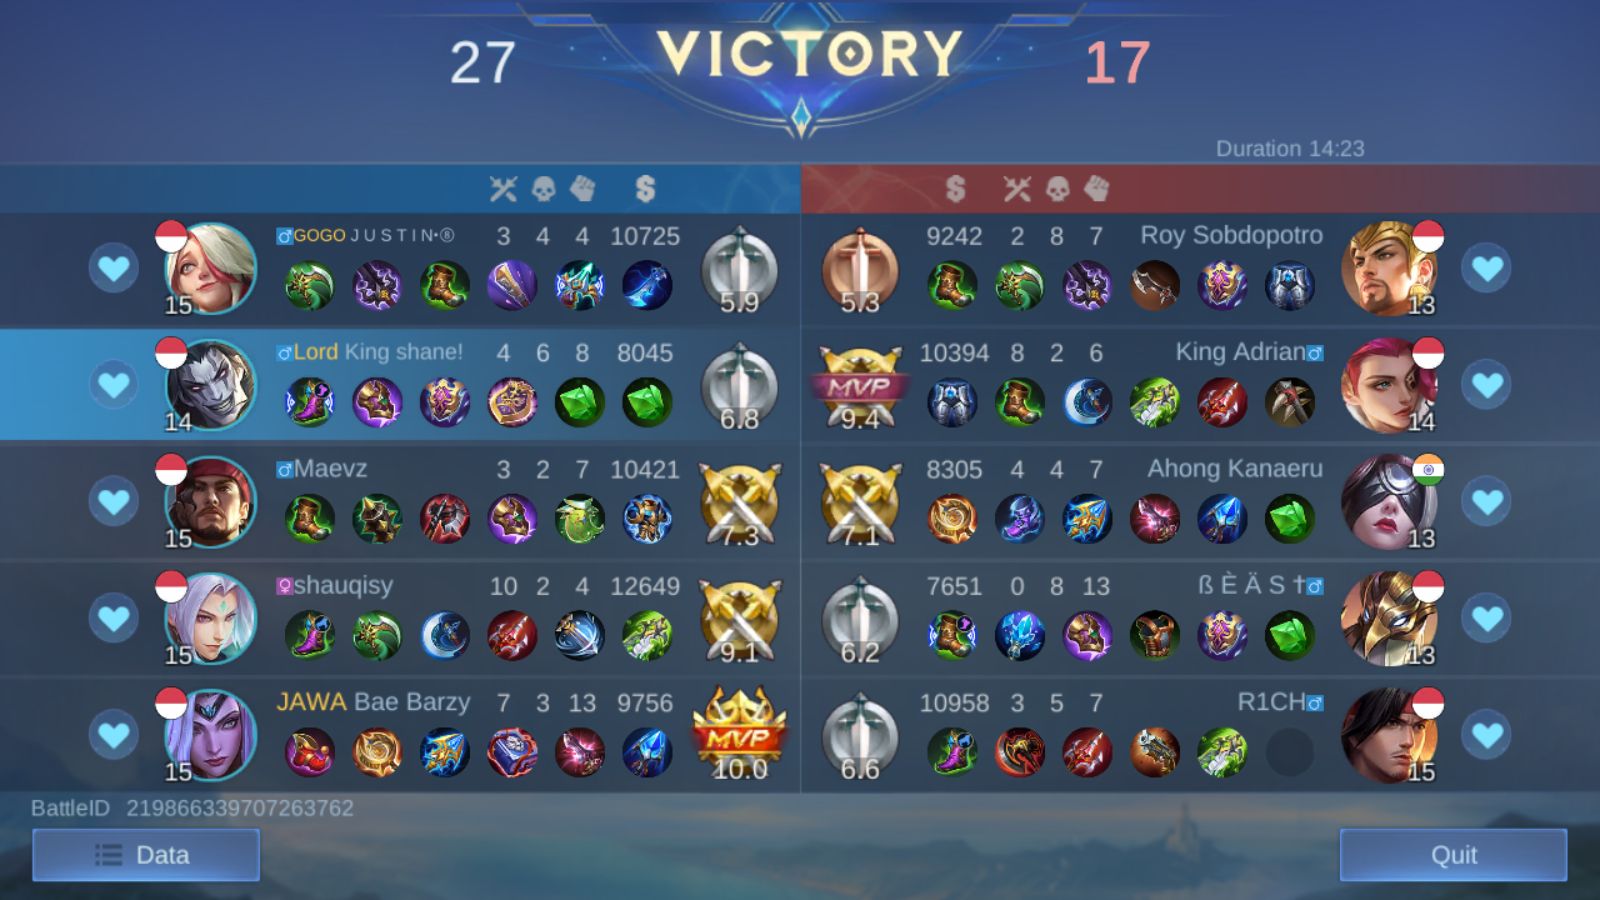 27 VICTORY 17
Duration 14:23
GOGO J U S T I N•⑧ 3 4 4 10725
15 5.9
9242 2 8 7 Roy Sobdopotro
5.3 13
Lord King shane! 4 6 8 8045
14 6.8
MVP 10394 8 2 6 King Adrian
9.4 14
Maevz 3 2 7 10421
15 7.3
8305 4 4 7 Ahong Kanaeru
7.1 13
shauqisy 10 2 4 12649
15 9.1
7651 0 8 13 ß È Ä S †
6.2 13
JAWA Bae Barzy 7 3 13 9756 MVP
15 10.0
10958 3 5 7 R1CH
6.6 15
BattleID 219866339707263762
Data Quit